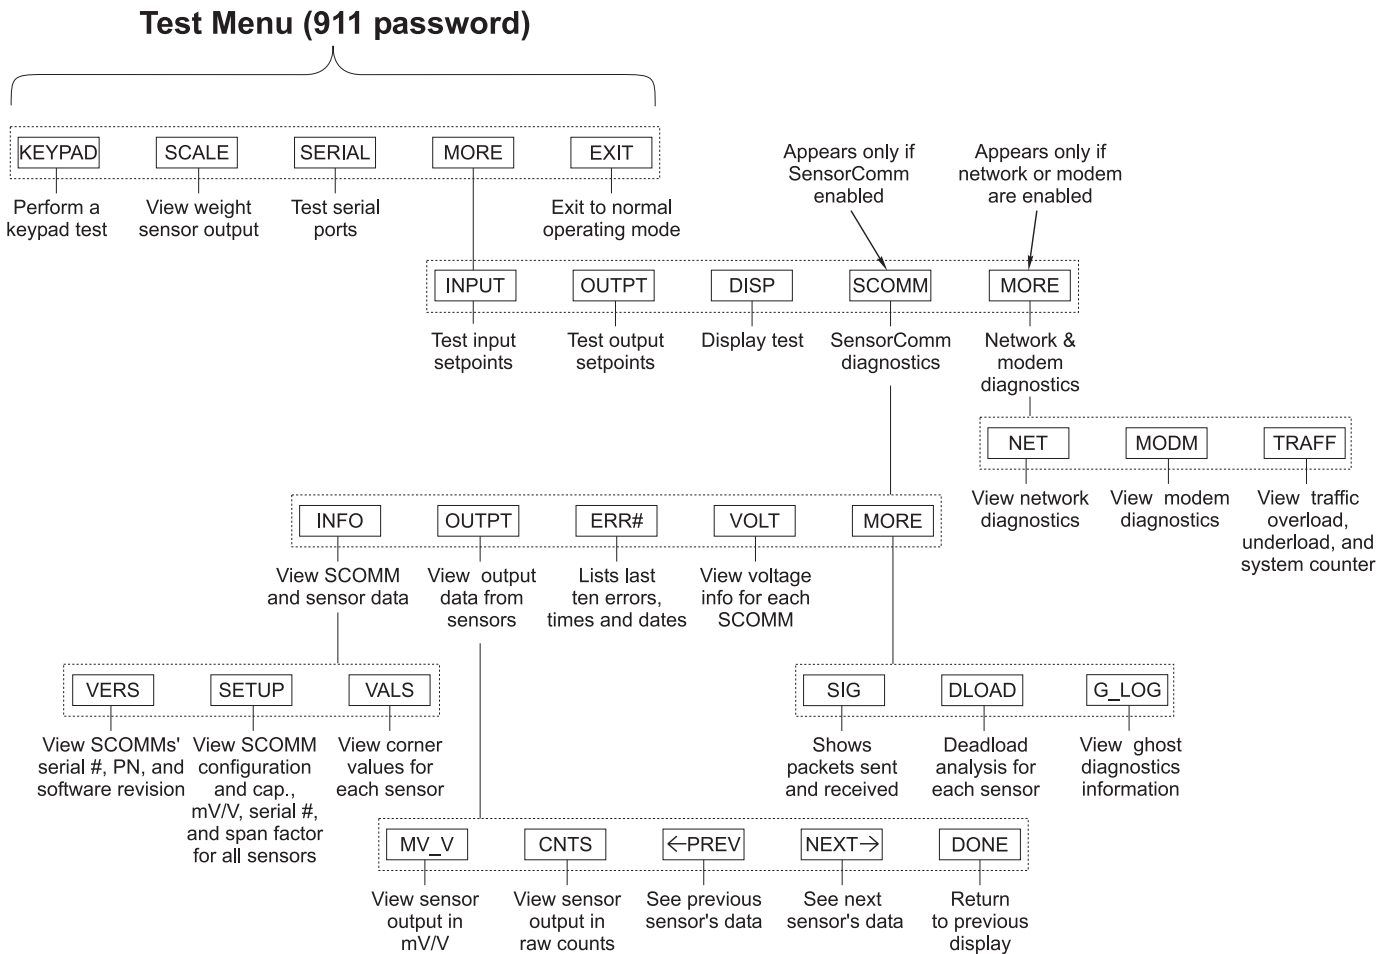 Test Menu (911 password)
KEYPAD
SCALE
SERIAL
MORE
EXIT
Perform a
keypad test
View weight
sensor output
Test serial
ports
Exit to normal
operating mode
Appears only if
SensorComm
enabled
Appears only if
network or modem
are enabled
INPUT
OUTPT
DISP
SCOMM
MORE
Test input
setpoints
Test output
setpoints
Display test
SensorComm
diagnostics
Network &
modem
diagnostics
NET
MODM
TRAFF
View network
diagnostics
View modem
diagnostics
View traffic
overload,
underload, and
system counter
INFO
OUTPT
ERR#
VOLT
MORE
View SCOMM
and sensor data
View output
data from
sensors
Lists last
ten errors,
times and dates
View voltage
info for each
SCOMM
VERS
SETUP
VALS
View SCOMMs'
serial #, PN, and
software revision
View SCOMM
configuration
and cap.,
mV/V, serial #,
and span factor
for all sensors
View corner
values for
each sensor
SIG
DLOAD
G_LOG
Shows
packets sent
and received
Deadload
analysis for
each sensor
View ghost
diagnostics
information
MV_V
CNTS
←PREV
NEXT→
DONE
View sensor
output in
mV/V
View sensor
output in
raw counts
See previous
sensor's data
See next
sensor's data
Return
to previous
display